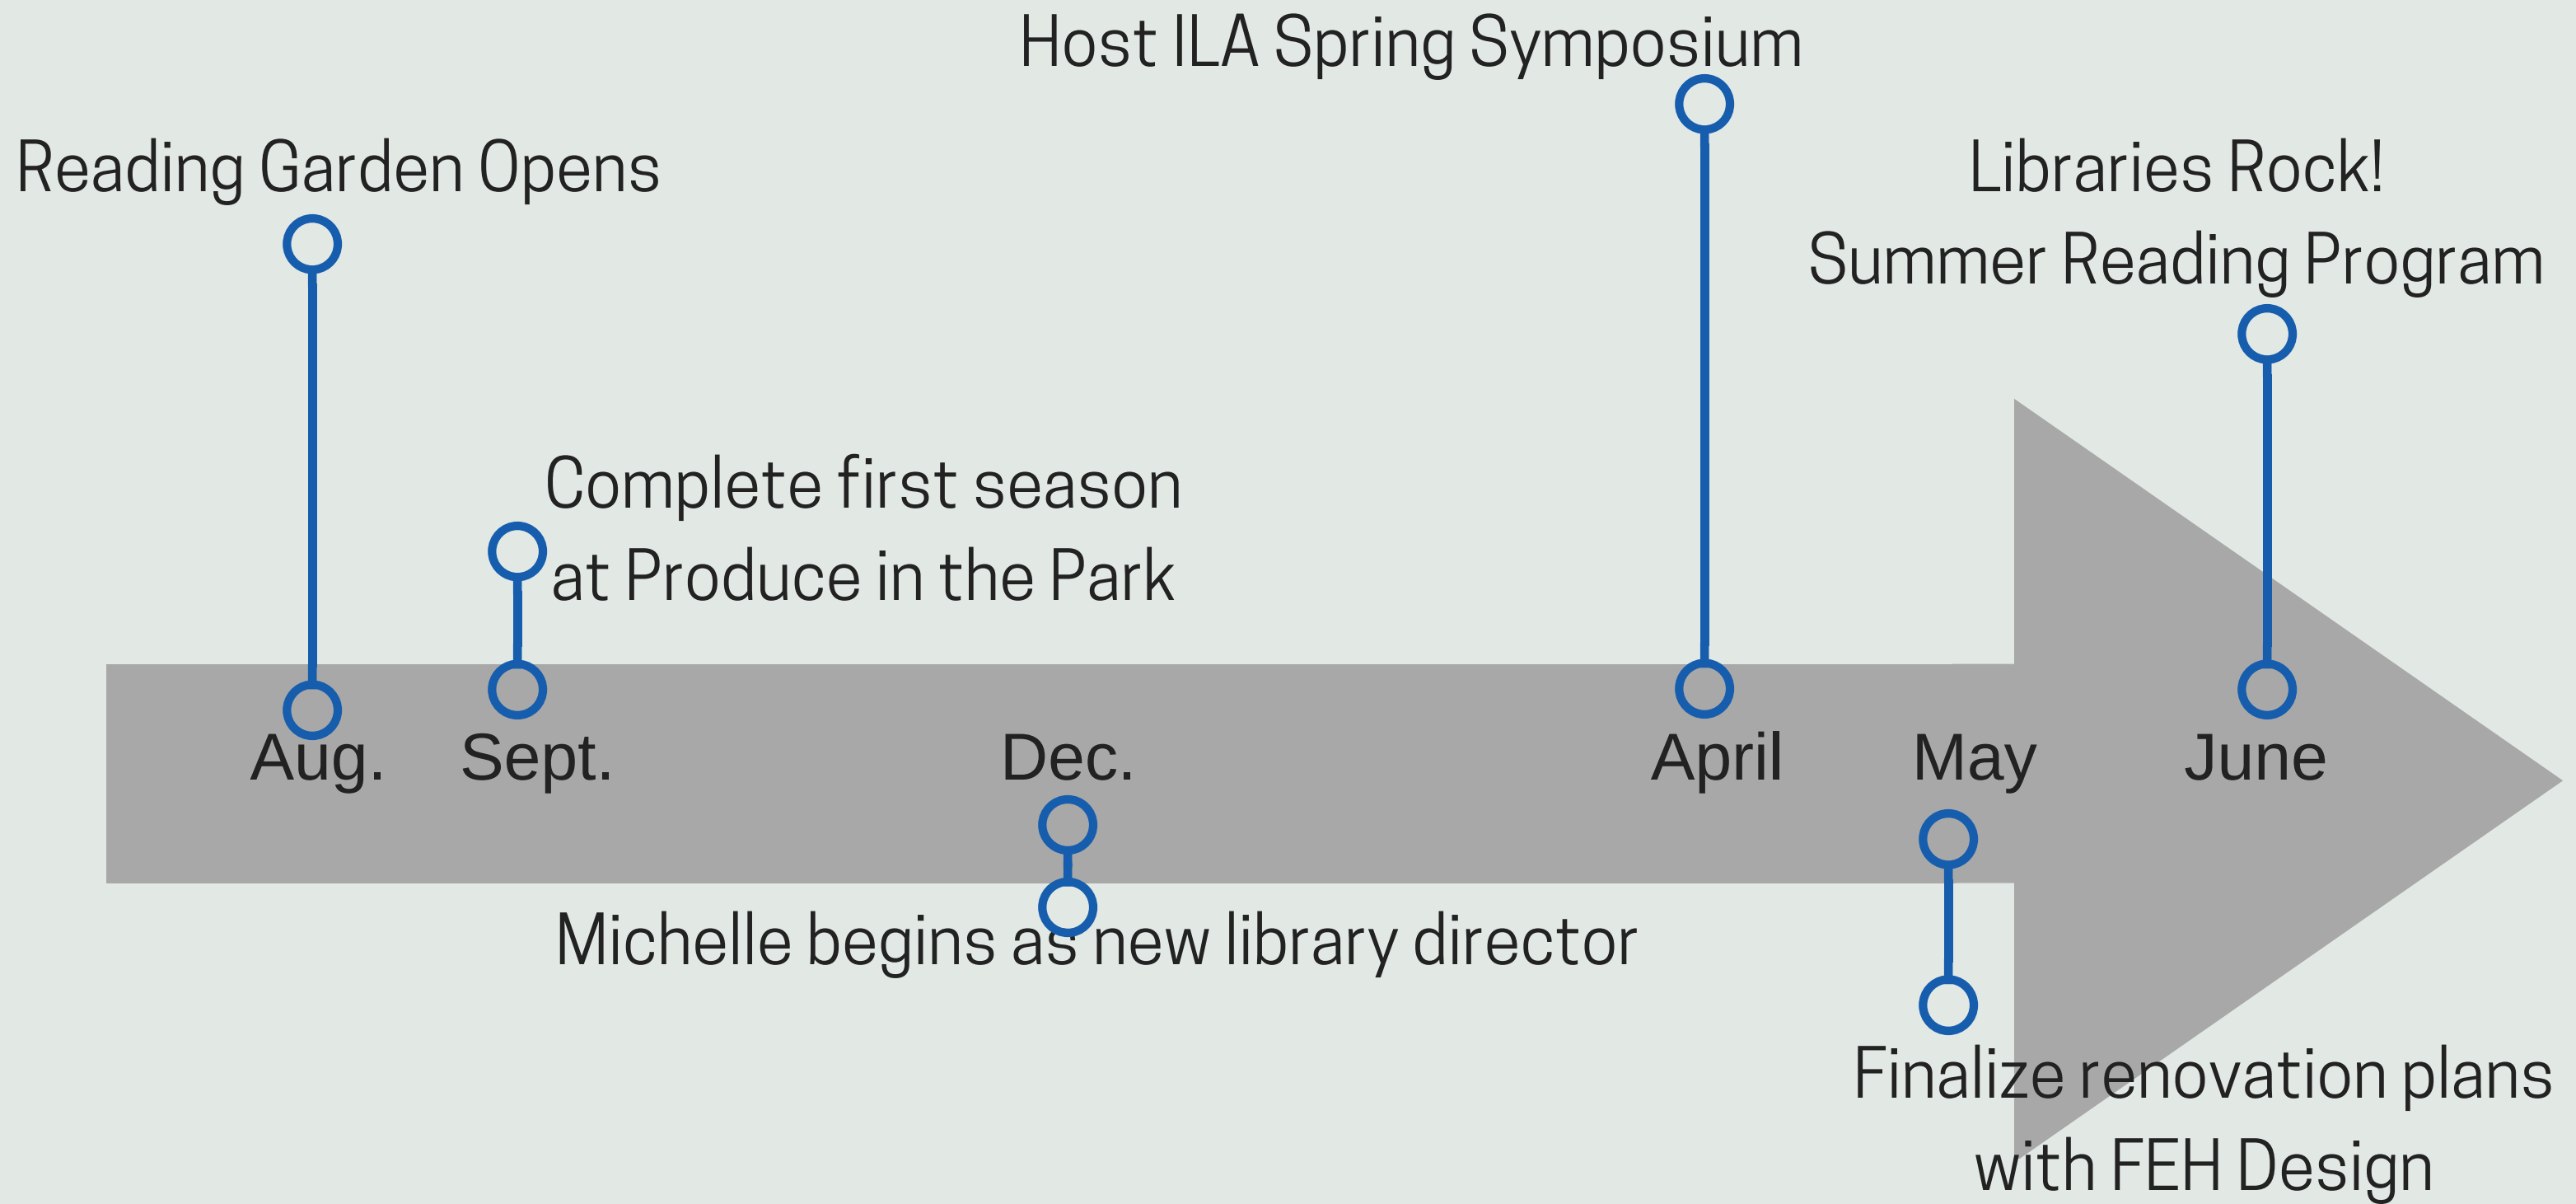 Host ILA Spring Symposium
Reading Garden Opens
Libraries Rock!
Summer Reading Program
Complete first season
at Produce in the Park
Aug.
Sept.
Dec.
April
May
June
Michelle begins as new library director
Finalize renovation plans
with FEH Design